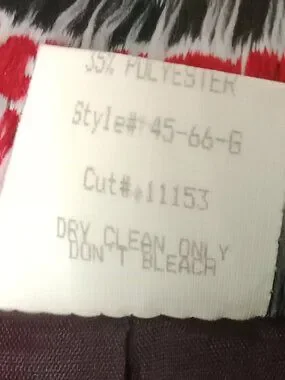 35% POLYESTER
Style# 45-66-G
Cut# 11153
DRY CLEAN ONLY
DON'T BLEACH